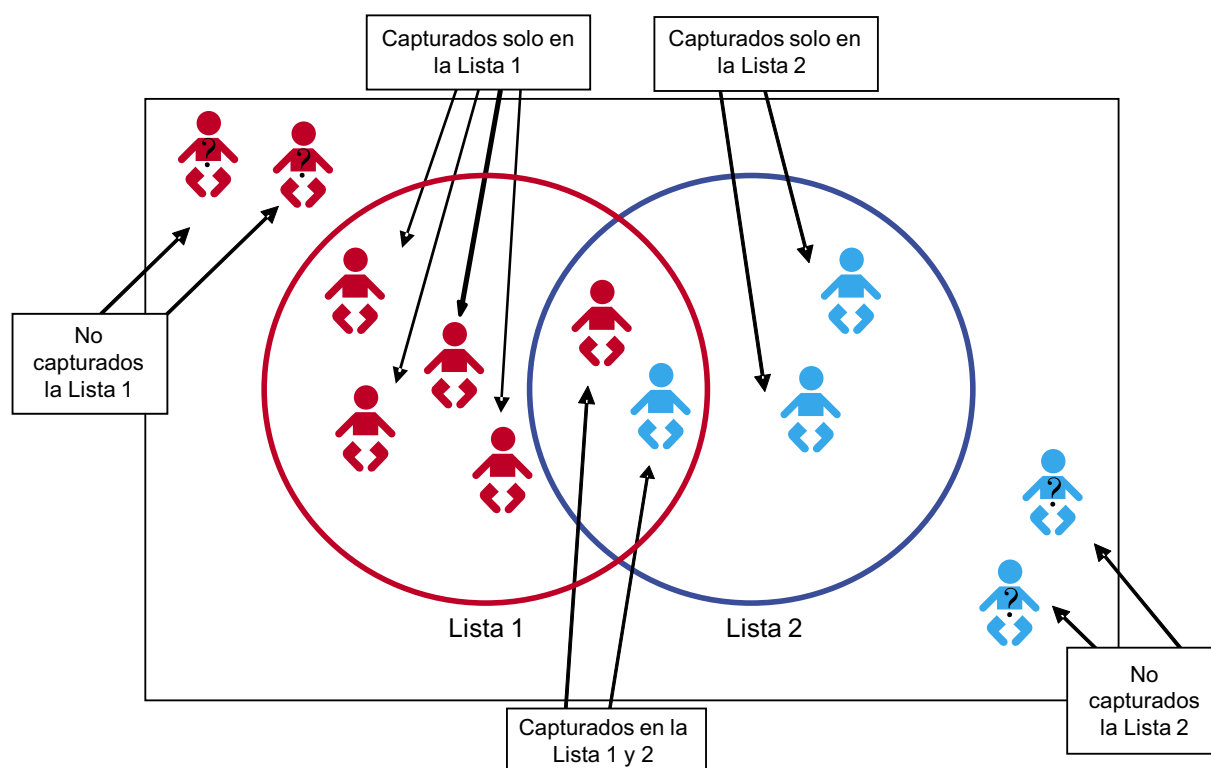 Capturados solo en
la Lista 1
Capturados solo en
la Lista 2
?
?
No
capturados
la Lista 1
?
?
Lista 1
Lista 2
No
capturados
la Lista 2
Capturados en la
Lista 1 y 2